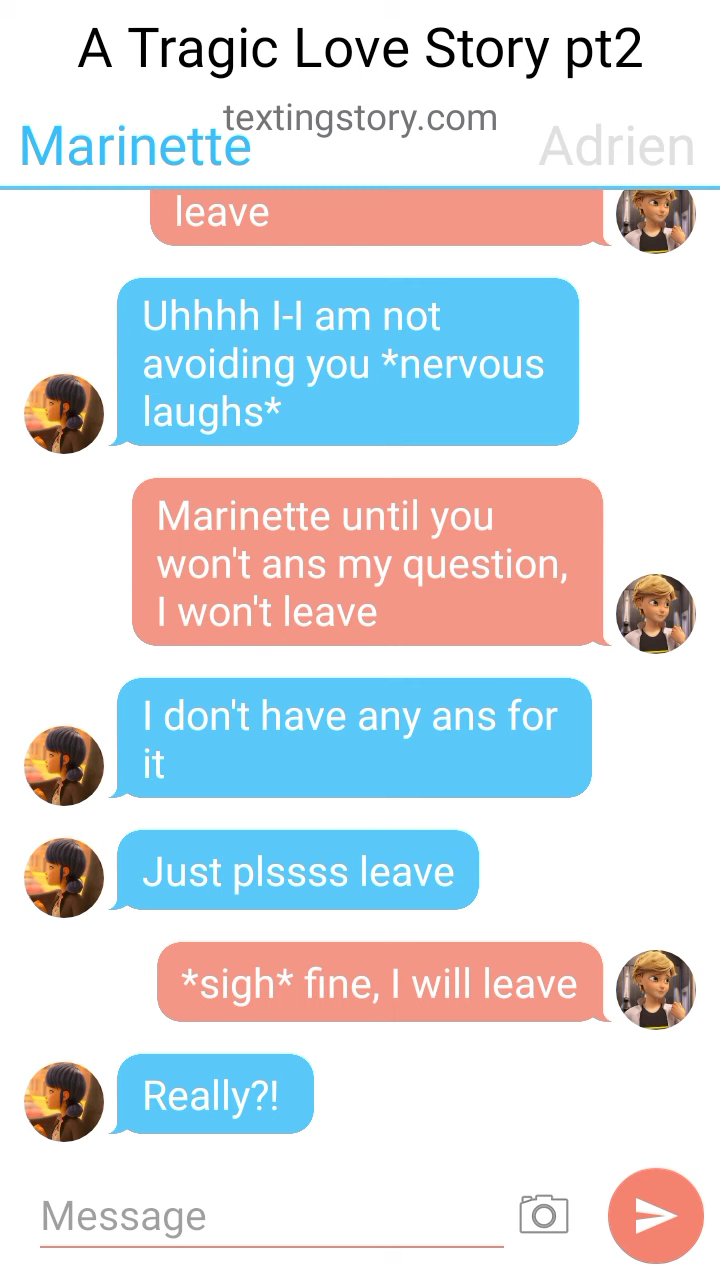 A Tragic Love Story pt2
textingstory.com
Marinette
Adrien
leave
Uhhhh I-I am not
avoiding you *nervous
laughs*
Marinette until you
won't ans my question,
I won't leave
I don't have any ans for
it
Just plssss leave
*sigh* fine, I will leave
Really?!
Message